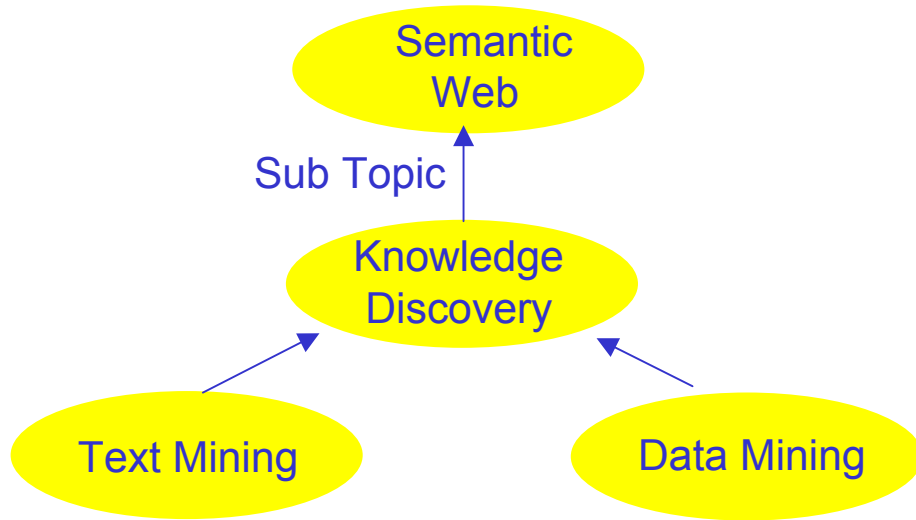 Semantic
Web
Sub Topic
Knowledge
Discovery
Text Mining
Data Mining